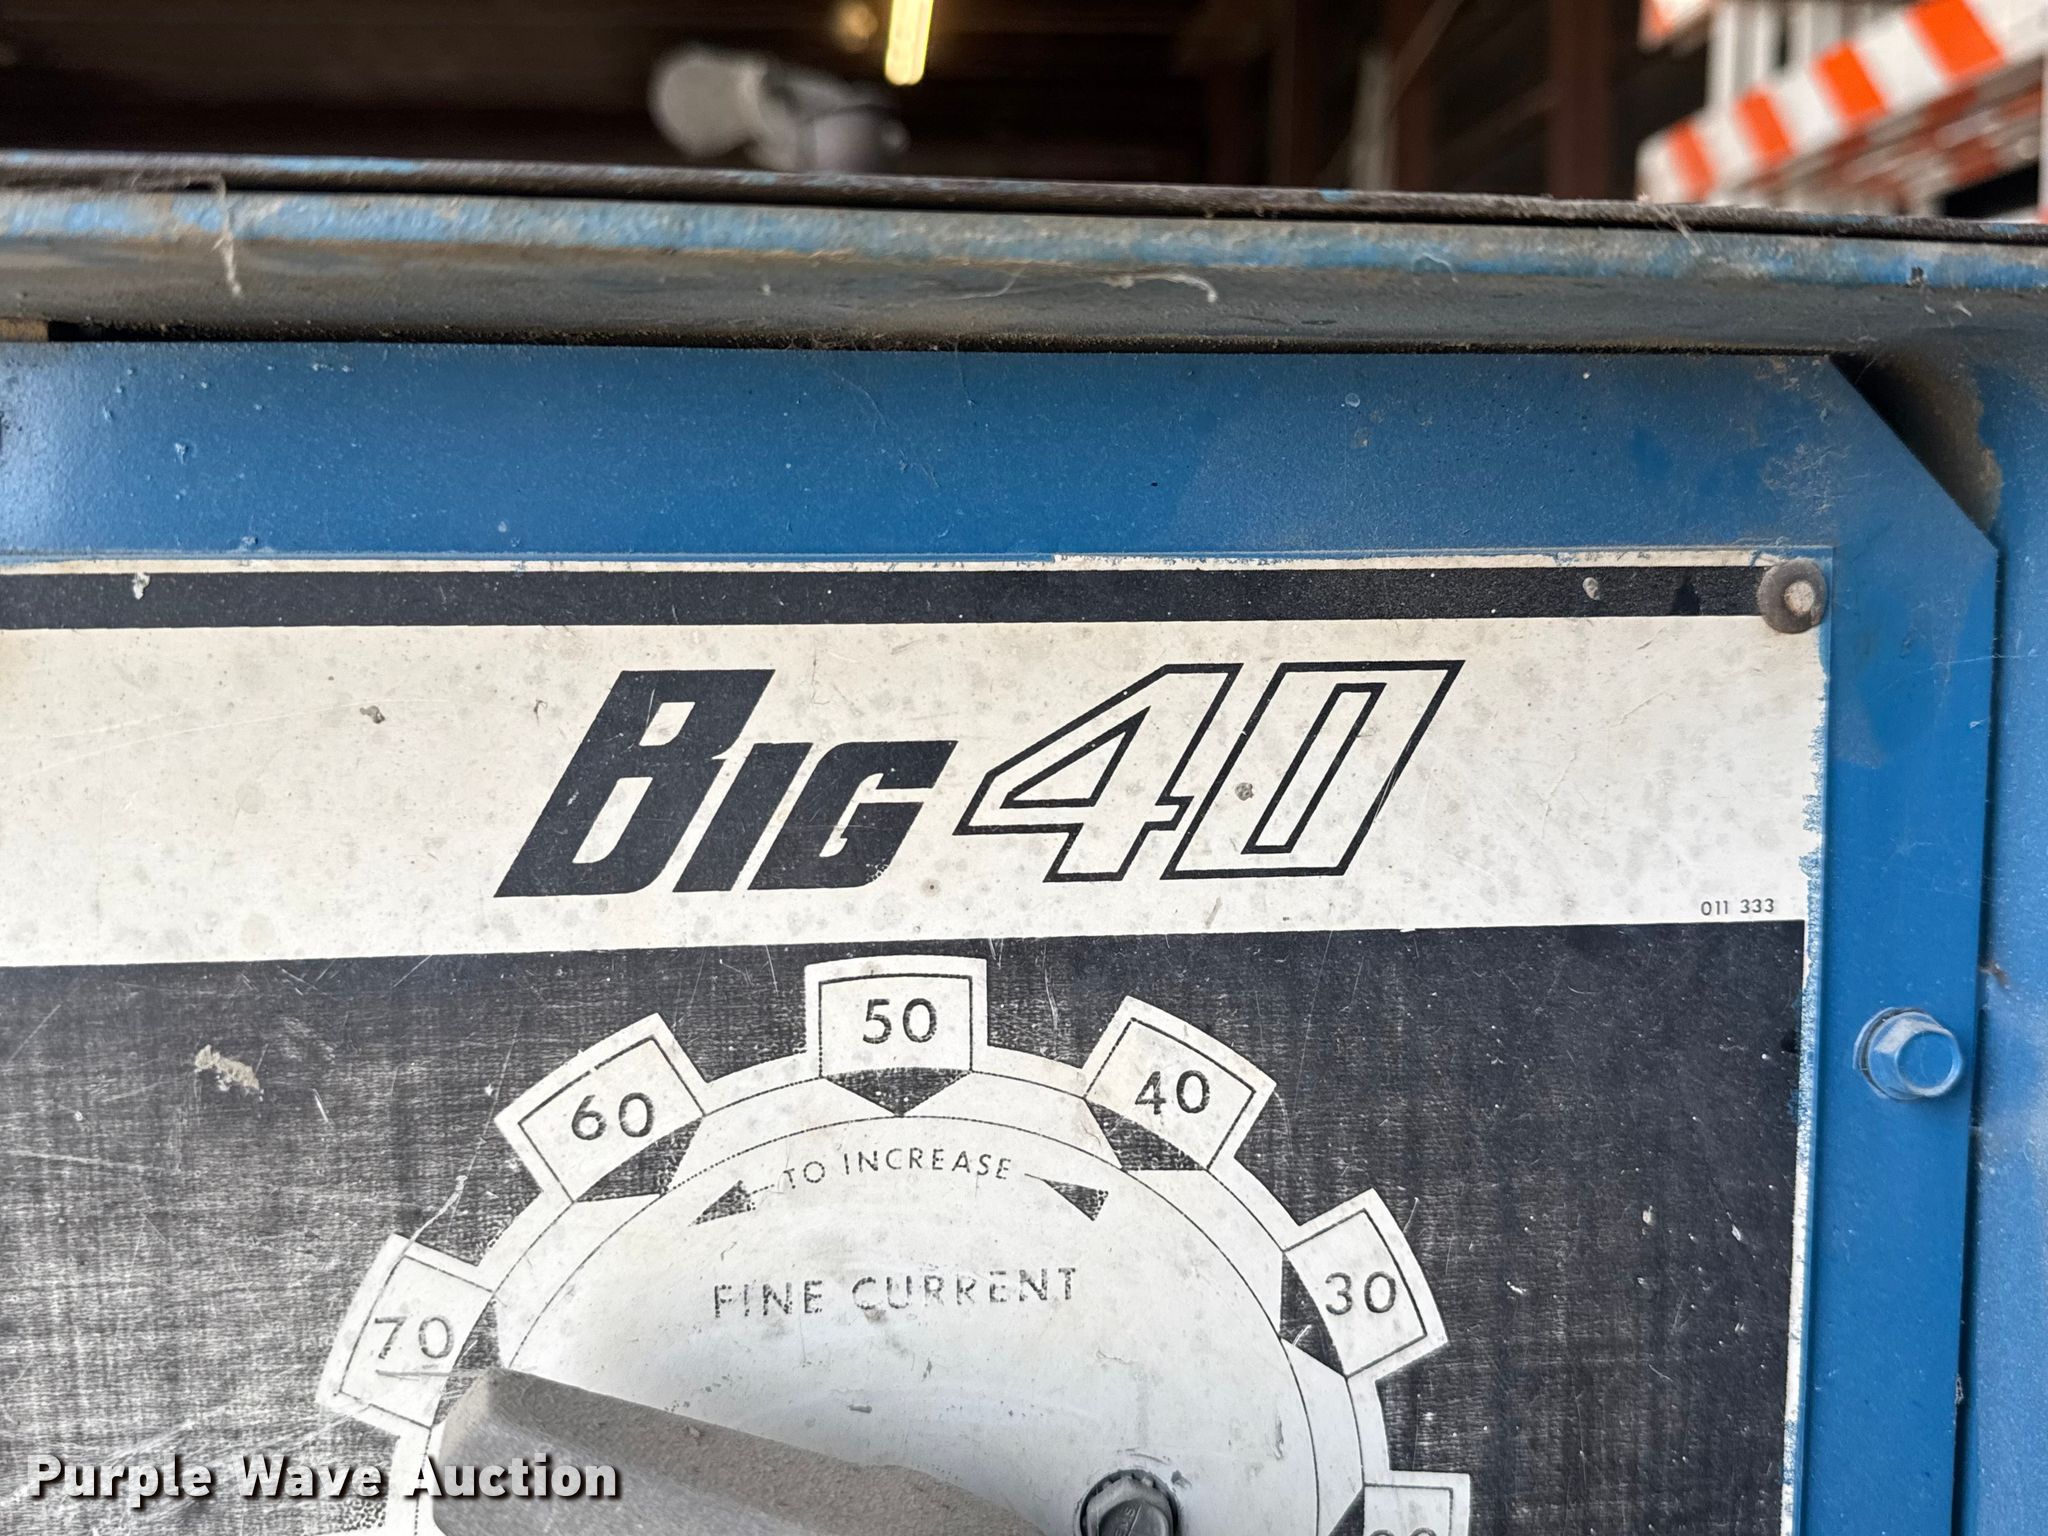 BIG 40
011 333
50
60
40
TO INCREASE
30
FINE CURRENT
70
Purple Wave Auction